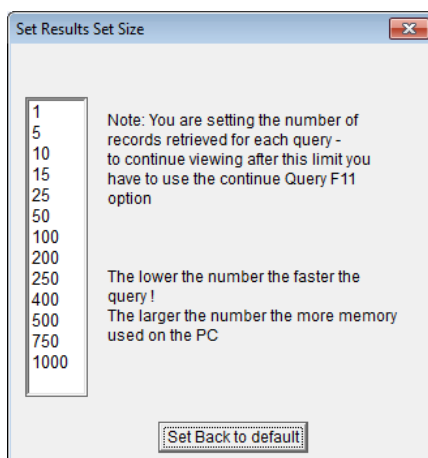 Set Results Set Size
1
5
10
15
25
50
100
200
250
400
500
750
1000
Note: You are setting the number of
records retrieved for each query -
to continue viewing after this limit you
have to use the continue Query F11
option
The lower the number the faster the
query !
The larger the number the more memory
used on the PC
Set Back to default